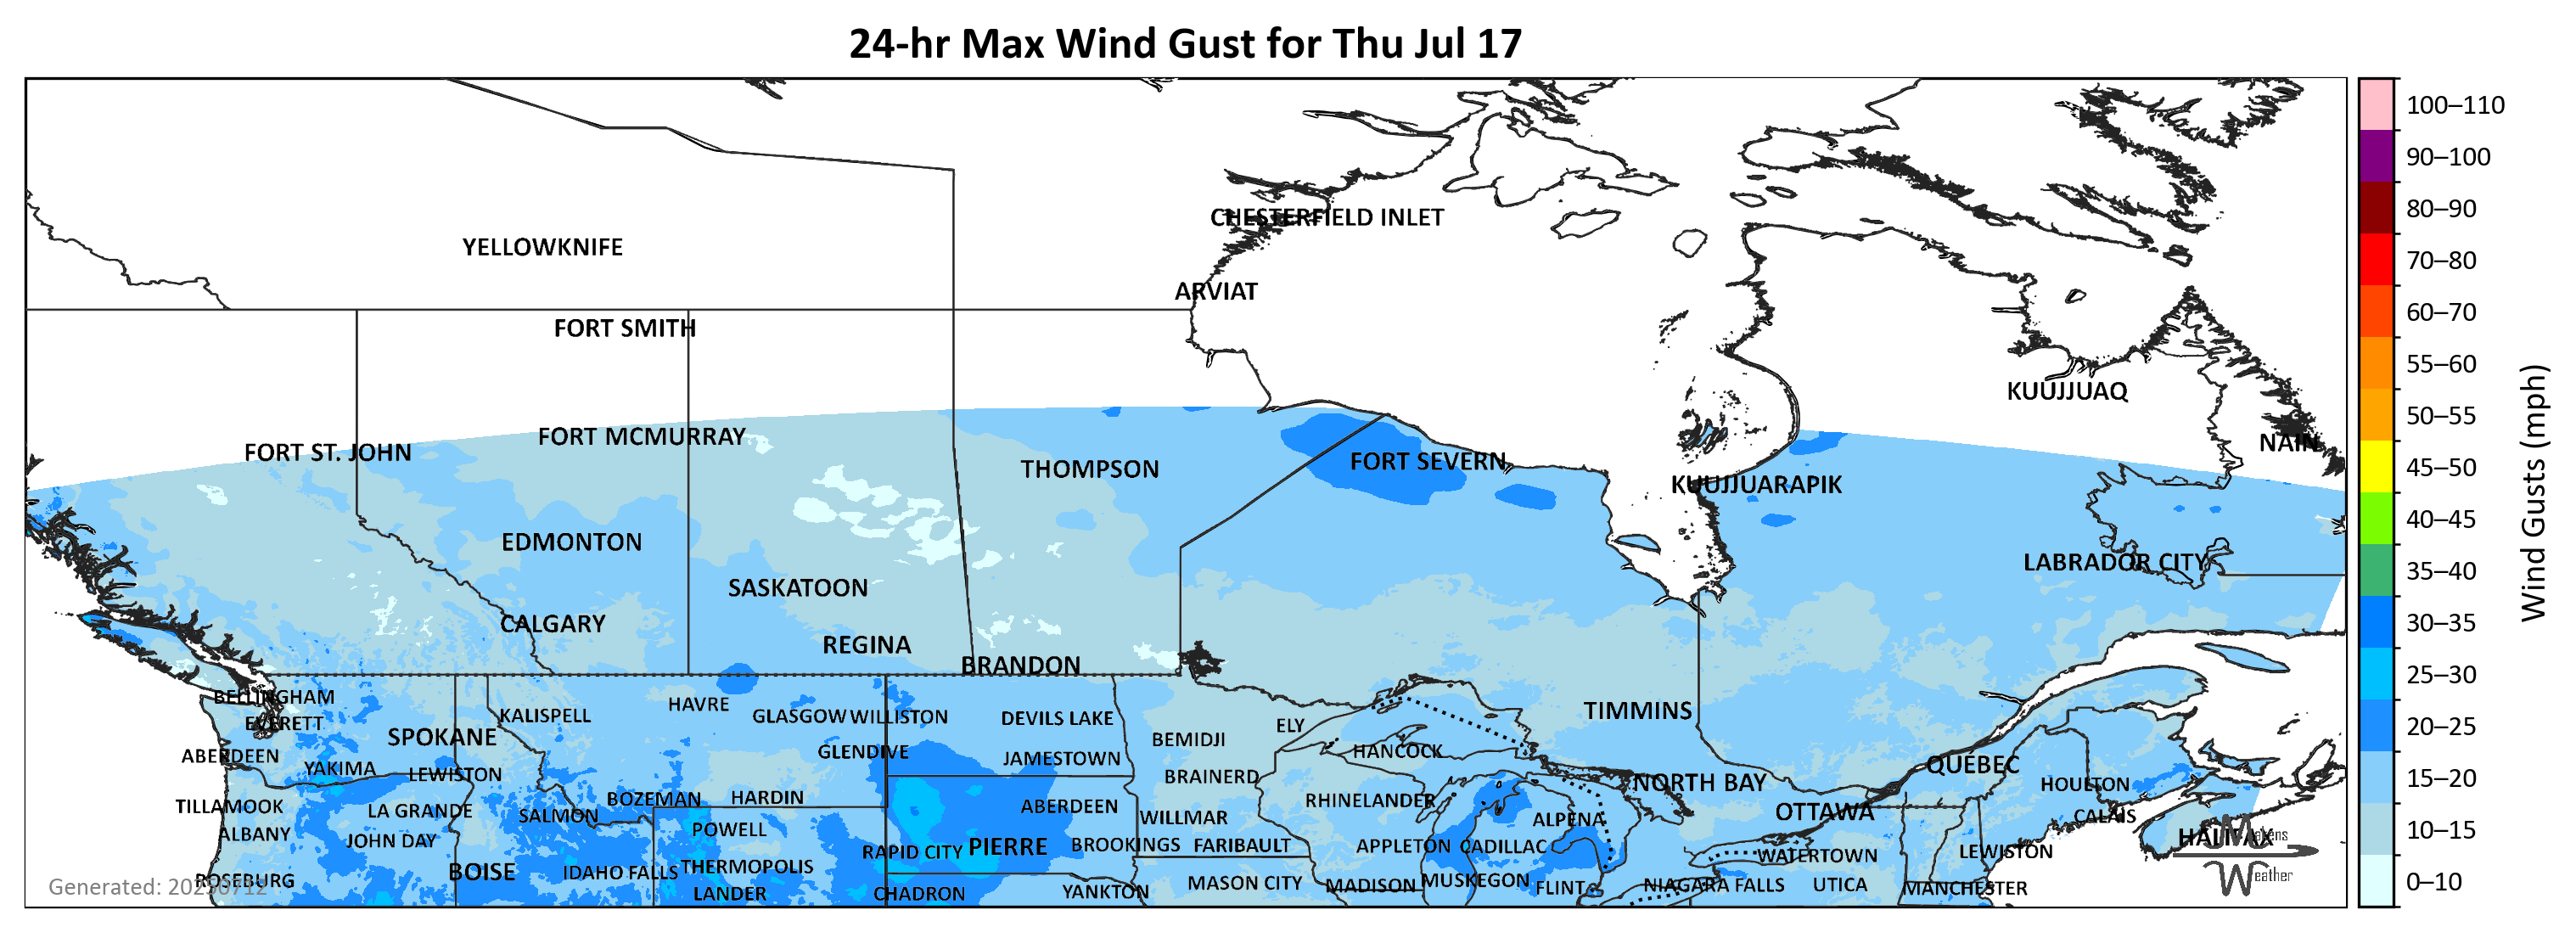 24-hr Max Wind Gust for Thu Jul 17
100–110
90–100
CHESTERFIELD INLET
80–90
YELLOWKNIFE
70–80
ARVIAT
60–70
FORT SMITH
55–60
KUUJJUAQ
50–55
FORT MCMURRAY
NAIN
FORT ST. JOHN
FORT SEVERN
THOMPSON
45–50
KUUJJUARAPIK
Wind Gusts (mph)
40–45
EDMONTON
LABRADOR CITY
35–40
SASKATOON
CALGARY
30–35
REGINA
BRANDON
25–30
BELLINGHAM
HAVRE
TIMMINS
KALISPELL
GLASGOW
WILLISTON
DEVILS LAKE
EVERETT
ELY
20–25
SPOKANE
BEMIDJI
GLENDIVE
HANCOCK
ABERDEEN
JAMESTOWN
QUEBEC
YAKIMA
LEWISTON
BRAINERD
15–20
NORTH BAY
HOULTON
BOZEMAN
HARDIN
RHINELANDER
TILLAMOOK
ABERDEEN
LA GRANDE
OTTAWA
SALMON
WILLMAR
CALAIS
ALPENA
10–15
POWELL
ALBANY
HALIFAX
Makens
JOHN DAY
BROOKINGS
FARIBAULT
APPLETON
CADILLAC
PIERRE
RAPID CITY
LEWISTON
WATERTOWN
THERMOPOLIS
BOISE
IDAHO FALLS
Weather
ROSEBURG
MUSKEGON
0–10
MASON CITY
MADISON
NIAGARA FALLS
UTICA
Generated: 20250712
FLINT
MANCHESTER
YANKTON
LANDER
CHADRON